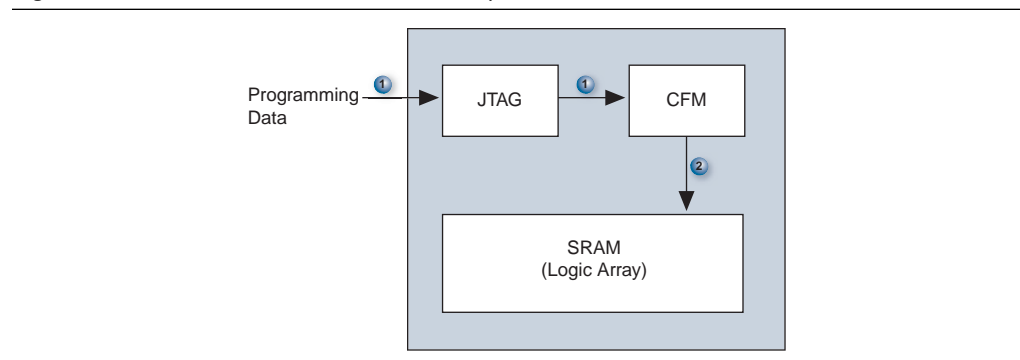 Programming
Data
1
JTAG
1
CFM
2
SRAM
(Logic Array)